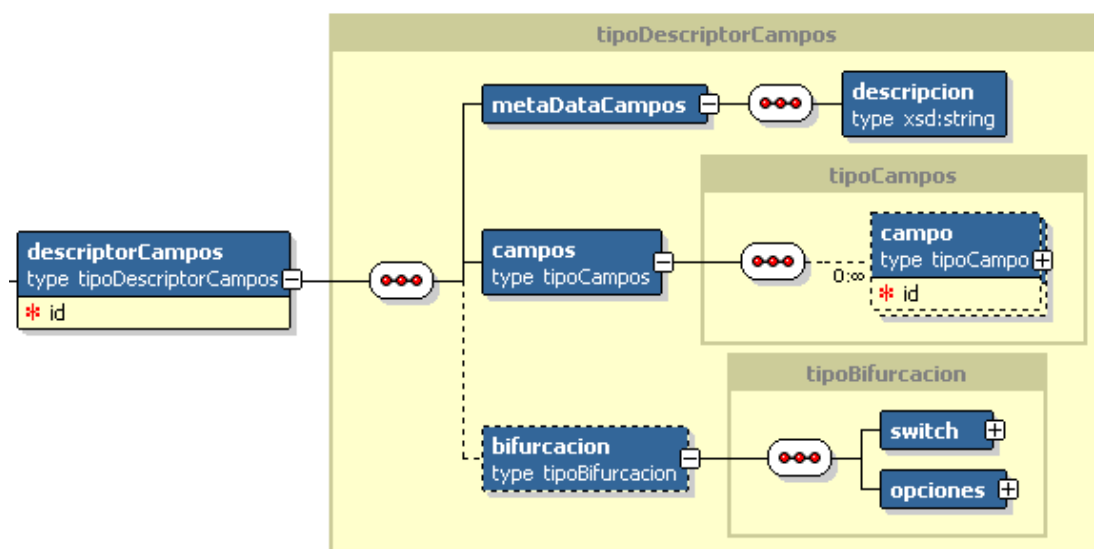 tipoDescriptorCampos
metaDataCampos
descripcion
type xsd:string
tipoCampos
descriptorCampos
type tipoDescriptorCampos
* id
campos
type tipoCampos
0:∞
campo
type tipoCampo
* id
tipoBifurcacion
bifurcacion
type tipoBifurcacion
switch
opciones